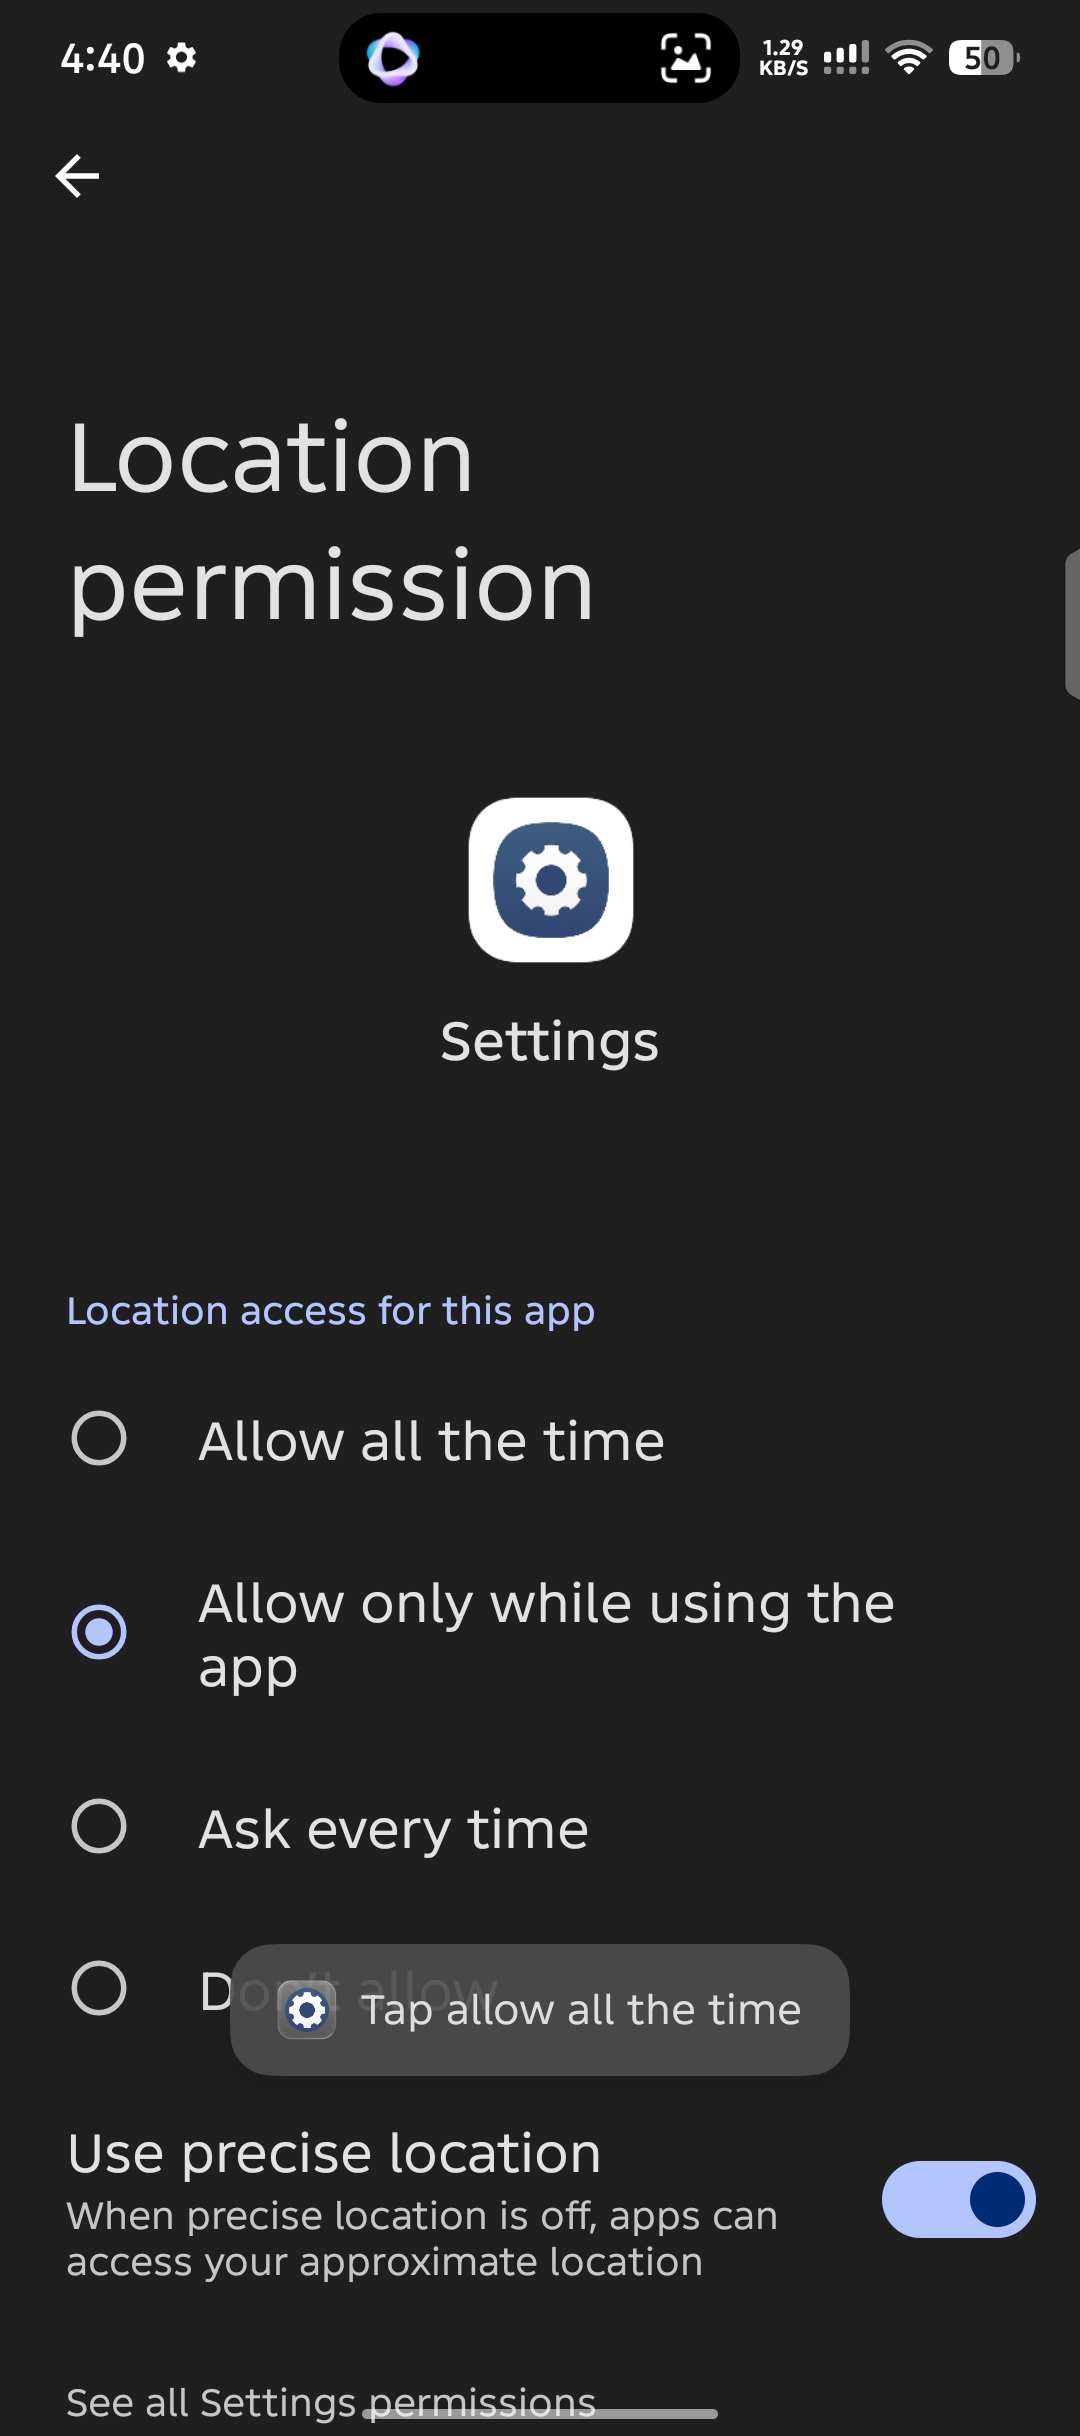 4:40
1.29
KB/S
50
Location
permission
Settings
Location access for this app
Allow all the time
Allow only while using the
app
Ask every time
Don't allow
Tap allow all the time
Use precise location
When precise location is off, apps can
access your approximate location
See all Settings permissions